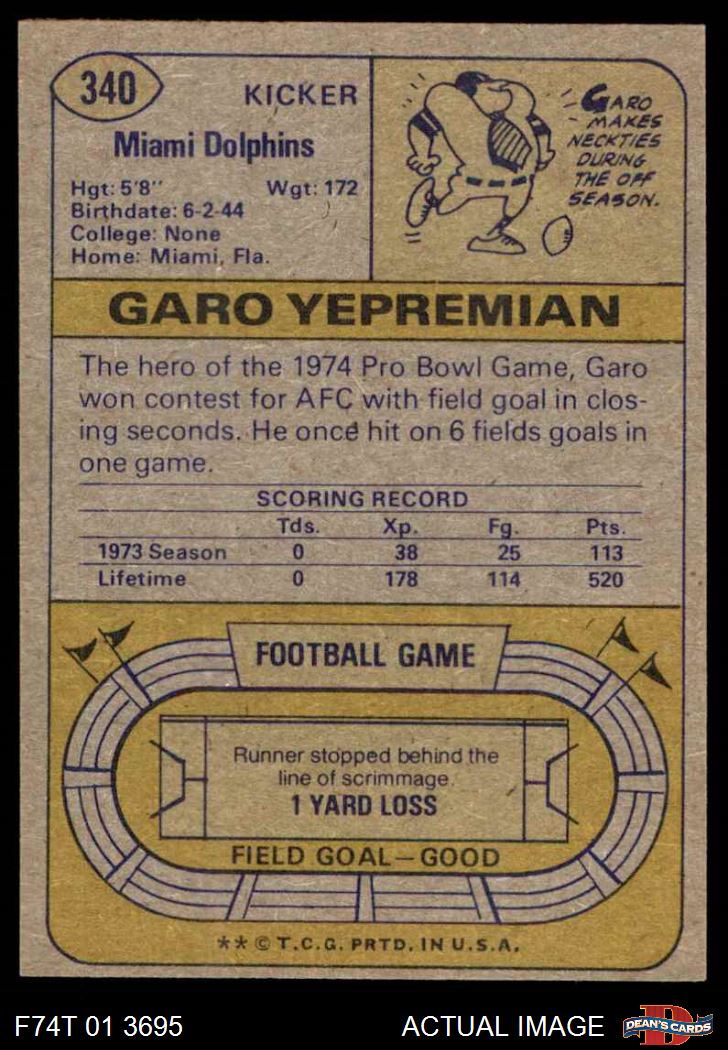 340
KICKER
Miami Dolphins
Hgt: 5'8"
Wgt: 172
Birthdate: 6-2-44
College: None
Home: Miami, Fla.
GARO
MAKES
NECKTIES
DURING
THE OFF
SEASON.
GARO YEPREMIAN
The hero of the 1974 Pro Bowl Game, Garo
won contest for AFC with field goal in clos-
ing seconds. He once hit on 6 fields goals in
one game.
SCORING RECORD
Tds. Xp. Fg. Pts.
1973 Season 0 38 25 113
Lifetime 0 178 114 520
FOOTBALL GAME
Runner stopped behind the
line of scrimmage.
1 YARD LOSS
FIELD GOAL—GOOD
** © T.C.G. PRTD. IN U.S.A.
F74T 01 3695
ACTUAL IMAGE
D
DEAN'S CARDS